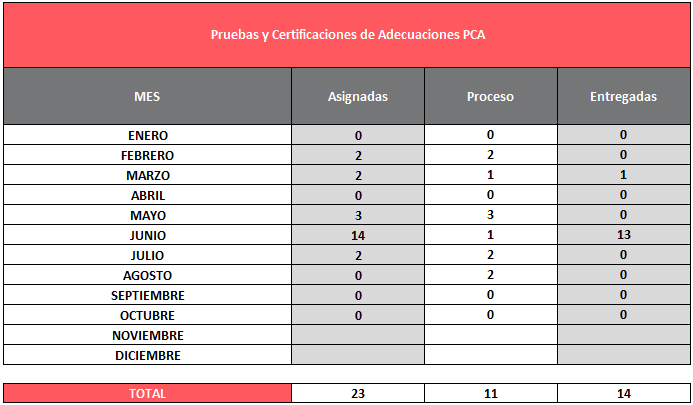 Pruebas y Certificaciones de Adecuaciones PCA
MES Asignadas Proceso Entregadas
ENERO 0 0 0
FEBRERO 2 2 0
MARZO 2 1 1
ABRIL 0 0 0
MAYO 3 3 0
JUNIO 14 1 13
JULIO 2 2 0
AGOSTO 0 2 0
SEPTIEMBRE 0 0 0
OCTUBRE 0 0 0
NOVIEMBRE
DICIEMBRE
TOTAL 23 11 14